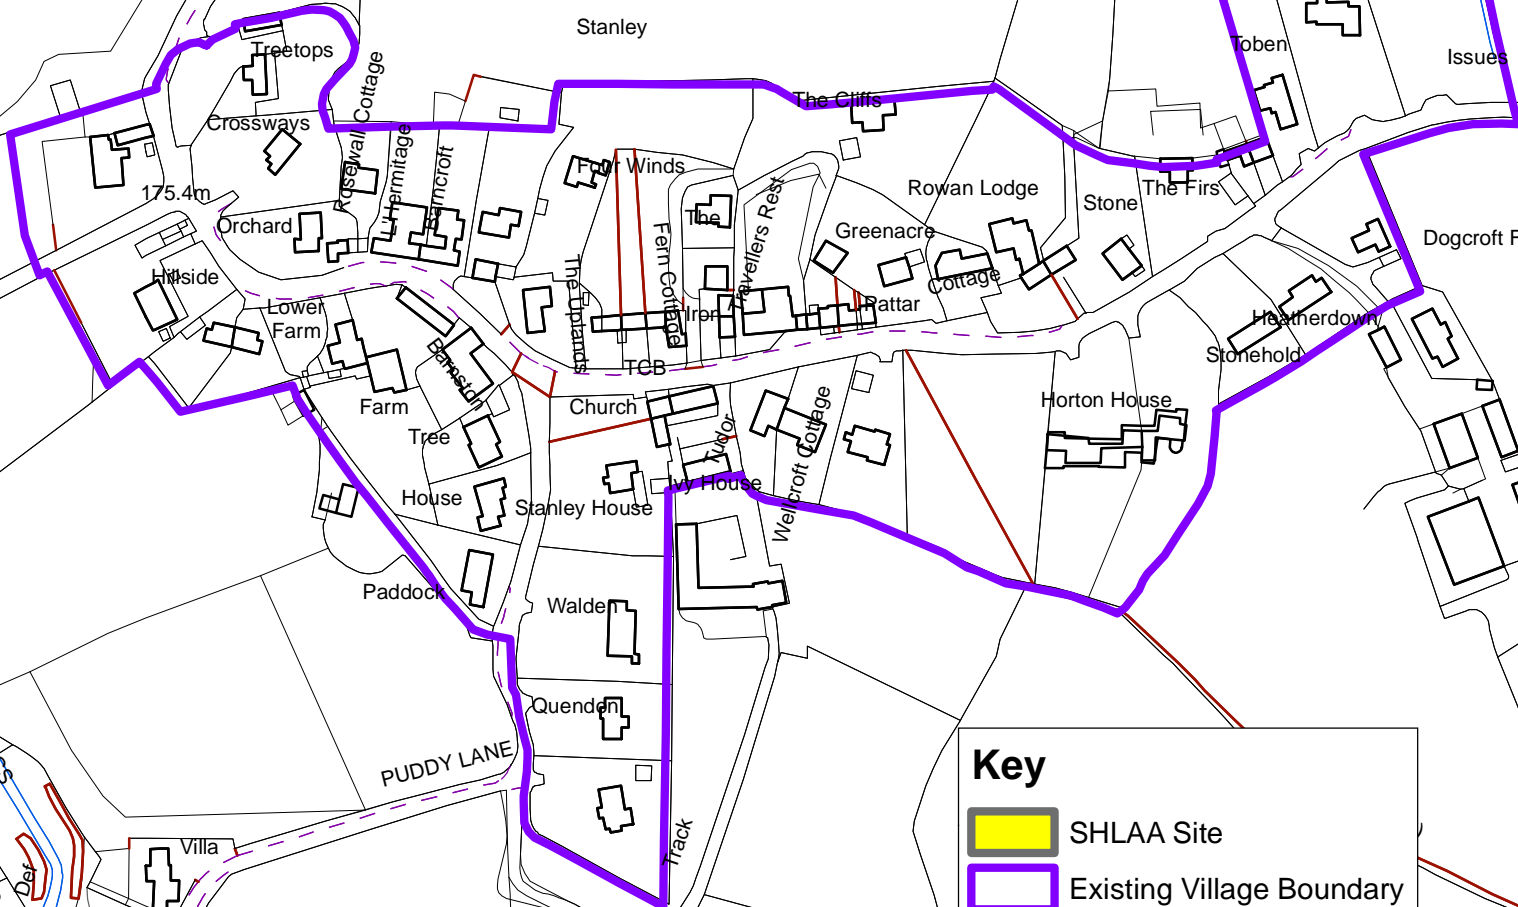 Stanley
Treetops
Toben
Issues
Rosewall Cottage
Crossways
L'Hermitage
Barncroft
The Cliffs
Four Winds
175.4m
Orchard
The
Travellers Rest
Rowan Lodge
Stone
The Firs
Greenacre
Dogcroft F
Hillside
Fern Cottage
The Uplands
Lower
Farm
Iron
Pattar
Cottage
Heatherdown
Stonehold
Barnston
TCB
Farm
Church
Tree
Tudor
Wellcroft Cottage
Horton House
House
Stanley House
Ivy House
Paddock
Walden
Quendon
PUDDY LANE
Track
Villa
Def
Key
SHLAA Site
Existing Village Boundary